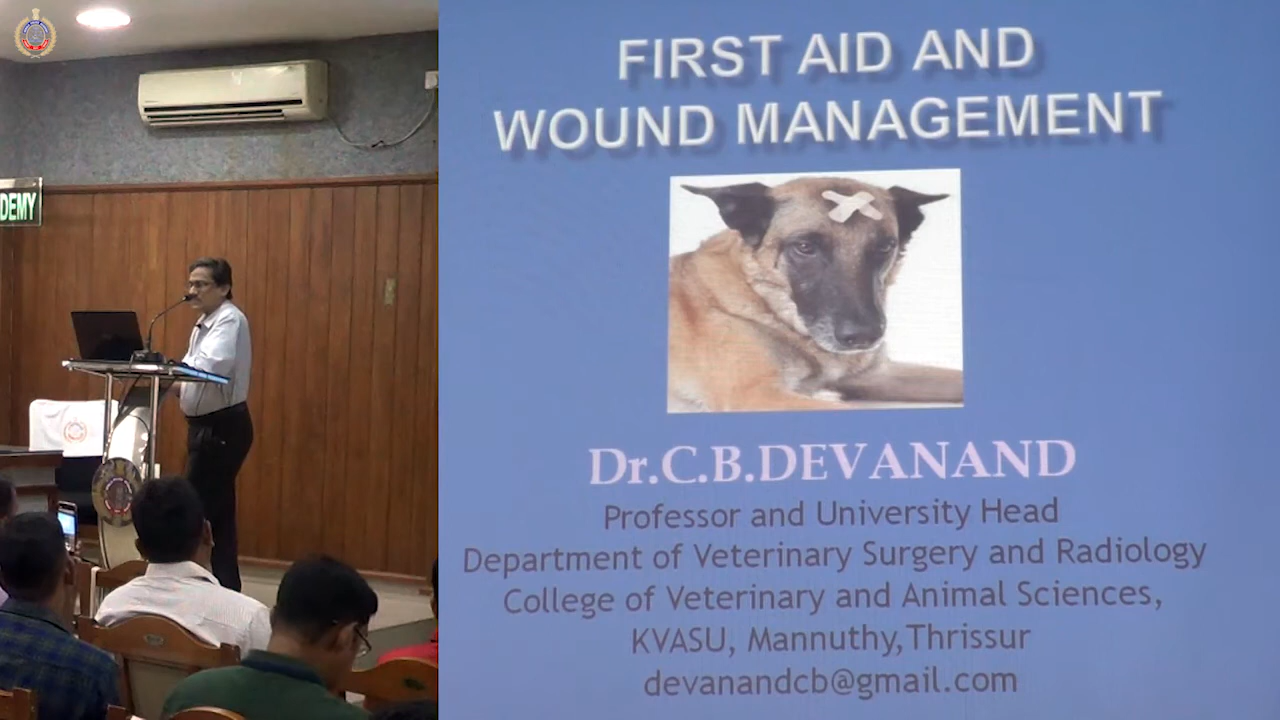 DEMY
FIRST AID AND
WOUND MANAGEMENT
Dr.C.B.DEVANAND
Professor and University Head
Department of Veterinary Surgery and Radiology
College of Veterinary and Animal Sciences,
KVASU, Mannuthy,Thrissur
devanandcb@gmail.com